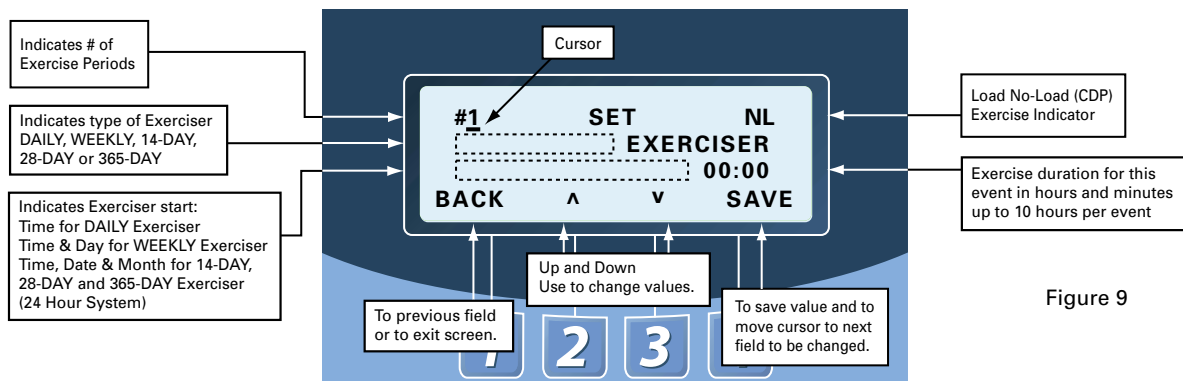 Indicates # of
Exercise Periods
Indicates type of Exerciser
DAILY, WEEKLY, 14-DAY,
28-DAY or 365-DAY
Indicates Exerciser start:
Time for DAILY Exerciser
Time & Day for WEEKLY Exerciser
Time, Date & Month for 14-DAY,
28-DAY and 365-DAY Exerciser
(24 Hour System)
Cursor
#1 SET NL
EXERCISER
00:00
BACK ʌ v SAVE
Load No-Load (CDP)
Exercise Indicator
Exercise duration for this
event in hours and minutes
up to 10 hours per event
To previous field
or to exit screen.
Up and Down
Use to change values.
To save value and to
move cursor to next
field to be changed.
2 3
Figure 9